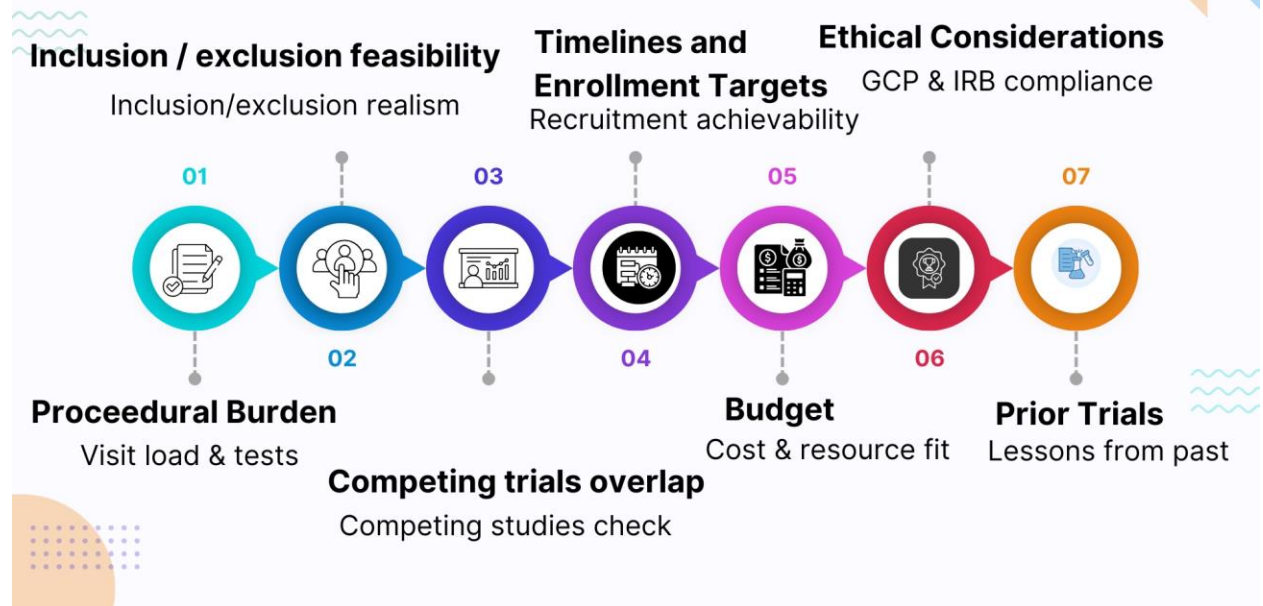 Inclusion / exclusion feasibility
Inclusion/exclusion realism
Timelines and
Enrollment Targets
Recruitment achievability
Ethical Considerations
GCP & IRB compliance
01
03
05
07
02
04
06
Proceedural Burden
Visit load & tests
Competing trials overlap
Competing studies check
Budget
Cost & resource fit
Prior Trials
Lessons from past